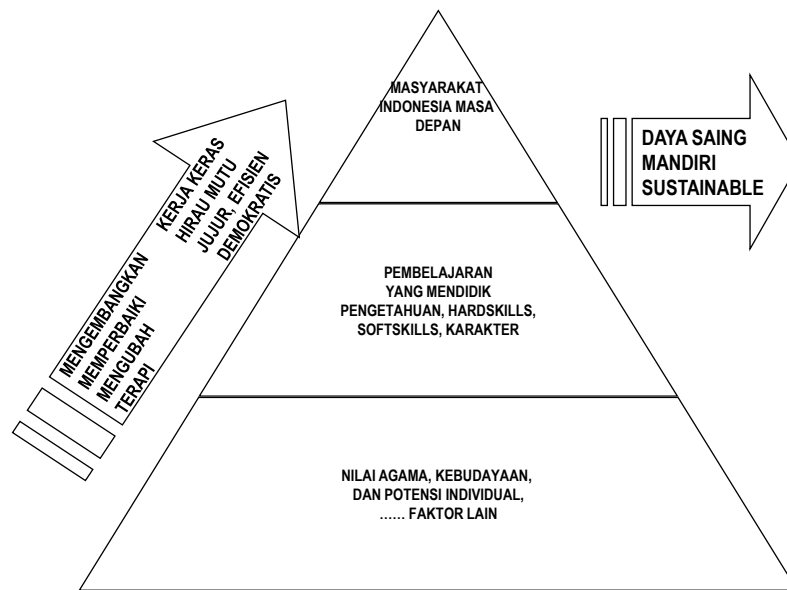 MASYARAKAT
INDONESIA MASA
DEPAN
DAYA SAING
MANDIRI
SUSTAINABLE
KERJA KERAS
HIRAU MUTU
JUJUR, EFISIEN
DEMOKRATIS
MENGEMBANGKAN
MEMPERBAIKI
MENGUBAH
TERAPI
PEMBELAJARAN
YANG MENDIDIK
PENGETAHUAN, HARDSKILLS,
SOFTSKILLS, KARAKTER
NILAI AGAMA, KEBUDAYAAN,
DAN POTENSI INDIVIDUAL,
...... FAKTOR LAIN